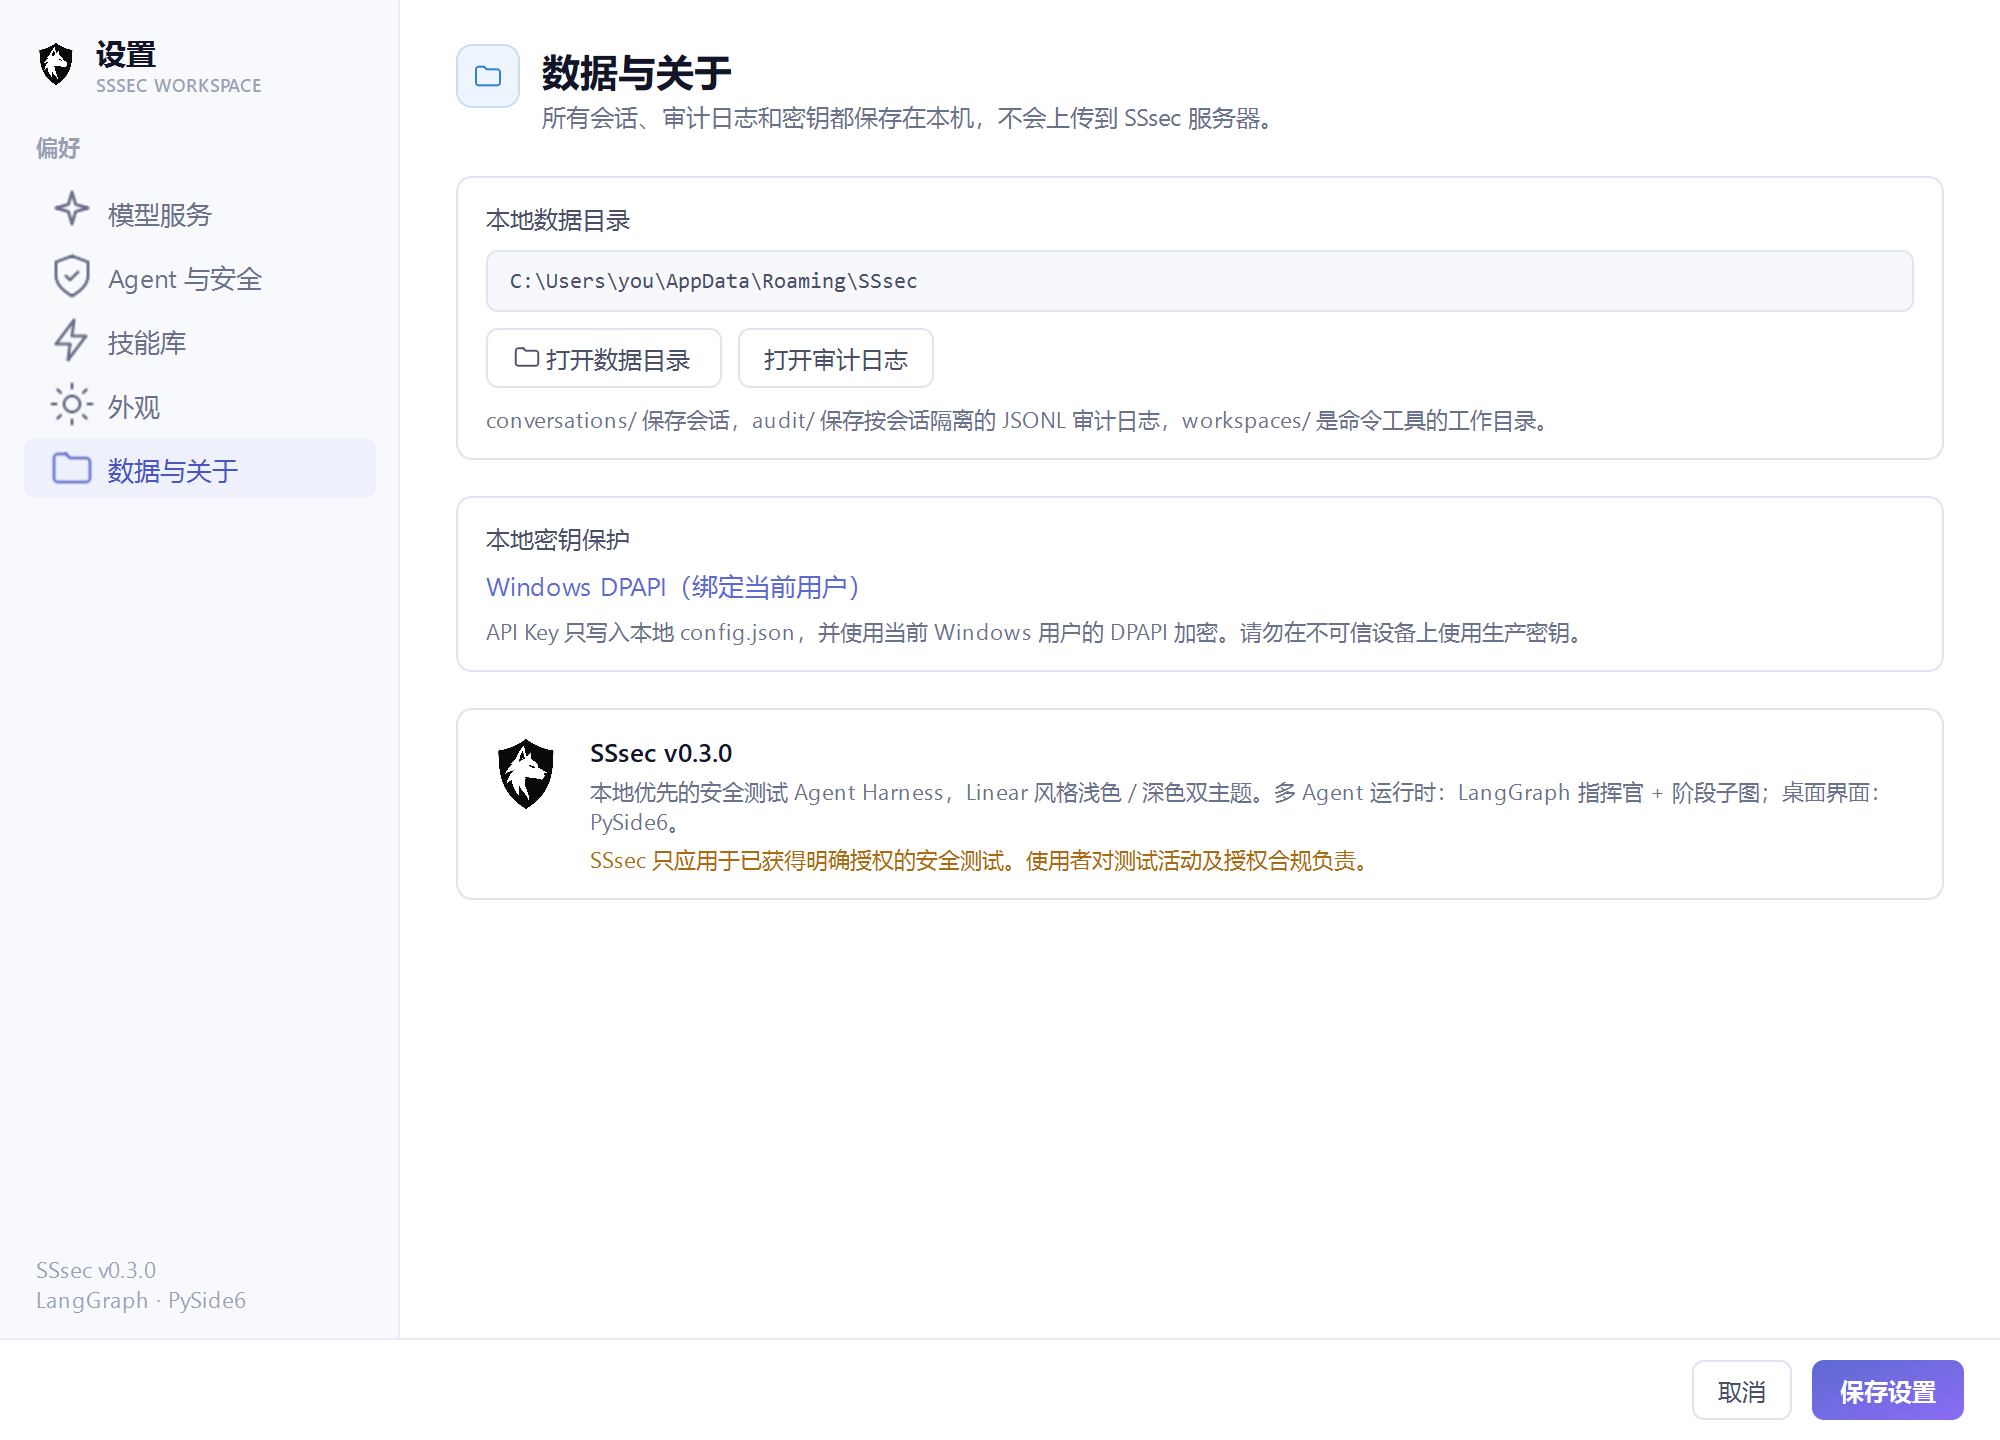 设置
SSSEC WORKSPACE
偏好
模型服务
Agent 与安全
技能库
外观
数据与关于
SSsec v0.3.0
LangGraph · PySide6
数据与关于
所有会话、审计日志和密钥都保存在本机，不会上传到 SSsec 服务器。
本地数据目录
C:\Users\you\AppData\Roaming\SSsec
打开数据目录
打开审计日志
conversations/ 保存会话，audit/ 保存按会话隔离的 JSONL 审计日志，workspaces/ 是命令工具的工作目录。
本地密钥保护
Windows DPAPI（绑定当前用户）
API Key 只写入本地 config.json，并使用当前 Windows 用户的 DPAPI 加密。请勿在不可信设备上使用生产密钥。
SSsec v0.3.0
本地优先的安全测试 Agent Harness，Linear 风格浅色 / 深色双主题。多 Agent 运行时：LangGraph 指挥官 + 阶段子图；桌面界面：
PySide6。
SSsec 只应用于已获得明确授权的安全测试。使用者对测试活动及授权合规负责。
取消
保存设置